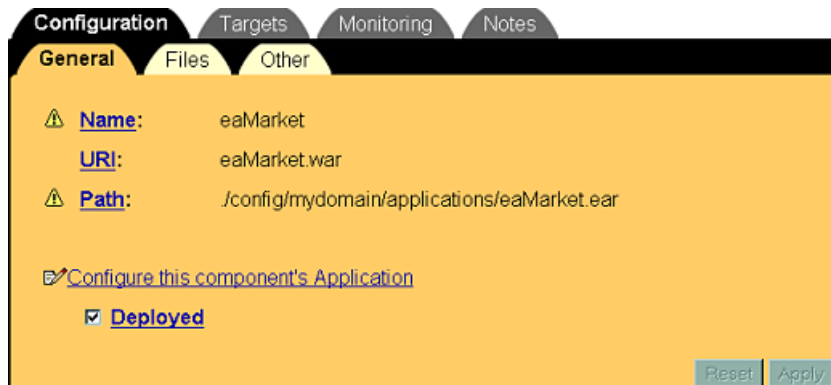 Configuration Targets Monitoring Notes
General Files Other
Name: eaMarket
URI: eaMarket.war
Path: ./config/mydomain/applications/eaMarket.ear
Configure this component's Application
Deployed
Reset Apply